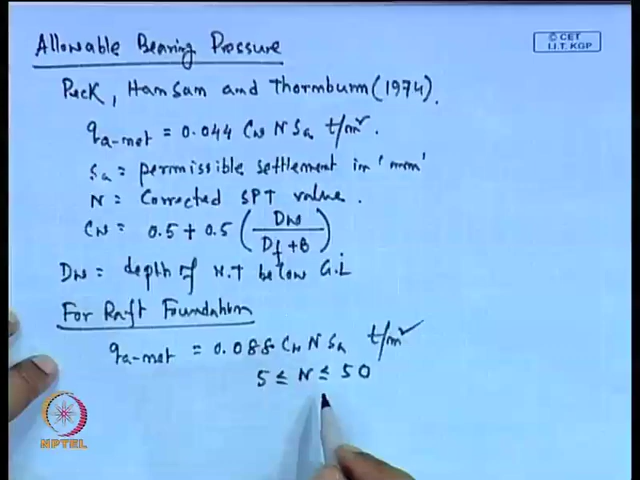 Allowable Bearing Pressure
© CET
I.I.T. KGP
Peck, Hamsam and Thornburn (1974).
qa-net = 0.044 Cw N Sa t/m².
Sa = permissible settlement in 'mm'
N = Corrected SPT value.
Cw = 0.5 + 0.5 (Dw / Df + B)
Dw = depth of W.T below G.L
For Raft Foundation
qa-net = 0.088 Cw N Sa t/m²
5 ≤ N ≤ 50
NPTEL